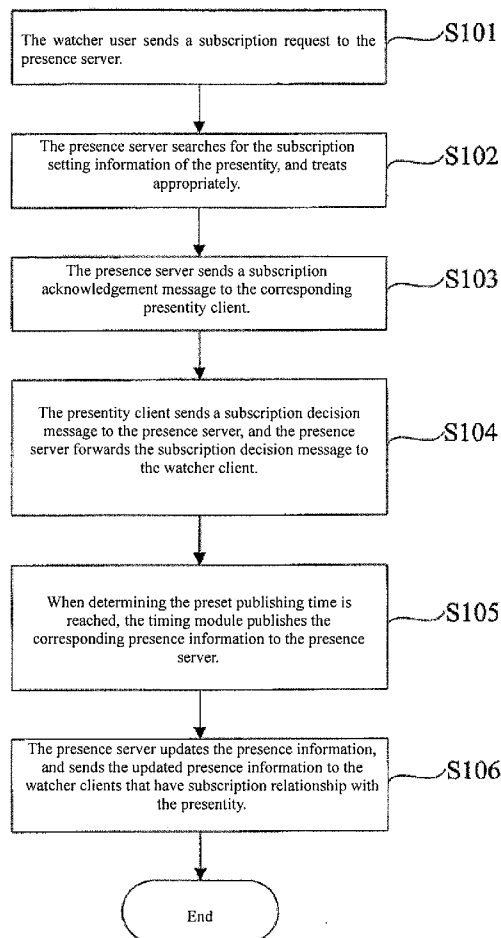 The watcher user sends a subscription request to the
presence server.
S101
The presence server searches for the subscription
setting information of the presentity, and treats
appropriately.
S102
The presence server sends a subscription
acknowledgement message to the corresponding
presentity client.
S103
The presentity client sends a subscription decision
message to the presence server, and the presence
server forwards the subscription decision message to
the watcher client.
S104
When determining the preset publishing time is
reached, the timing module publishes the
corresponding presence information to the presence
server.
S105
The presence server updates the presence information,
and sends the updated presence information to the
watcher clients that have subscription relationship with
the presentity.
S106
End